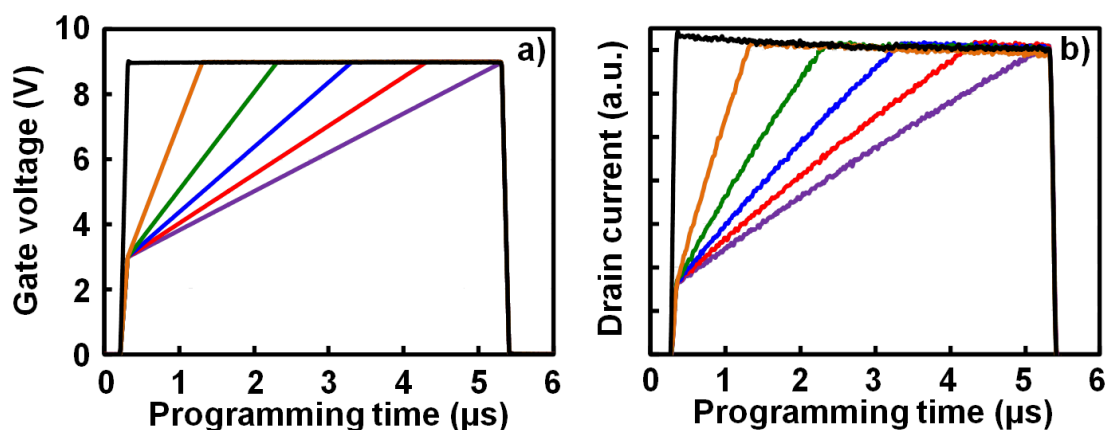 10
8
6
4
2
0
Gate voltage (V)
a)
0 1 2 3 4 5 6
Programming time (µs)
Drain current (a.u.)
b)
0 1 2 3 4 5 6
Programming time (µs)